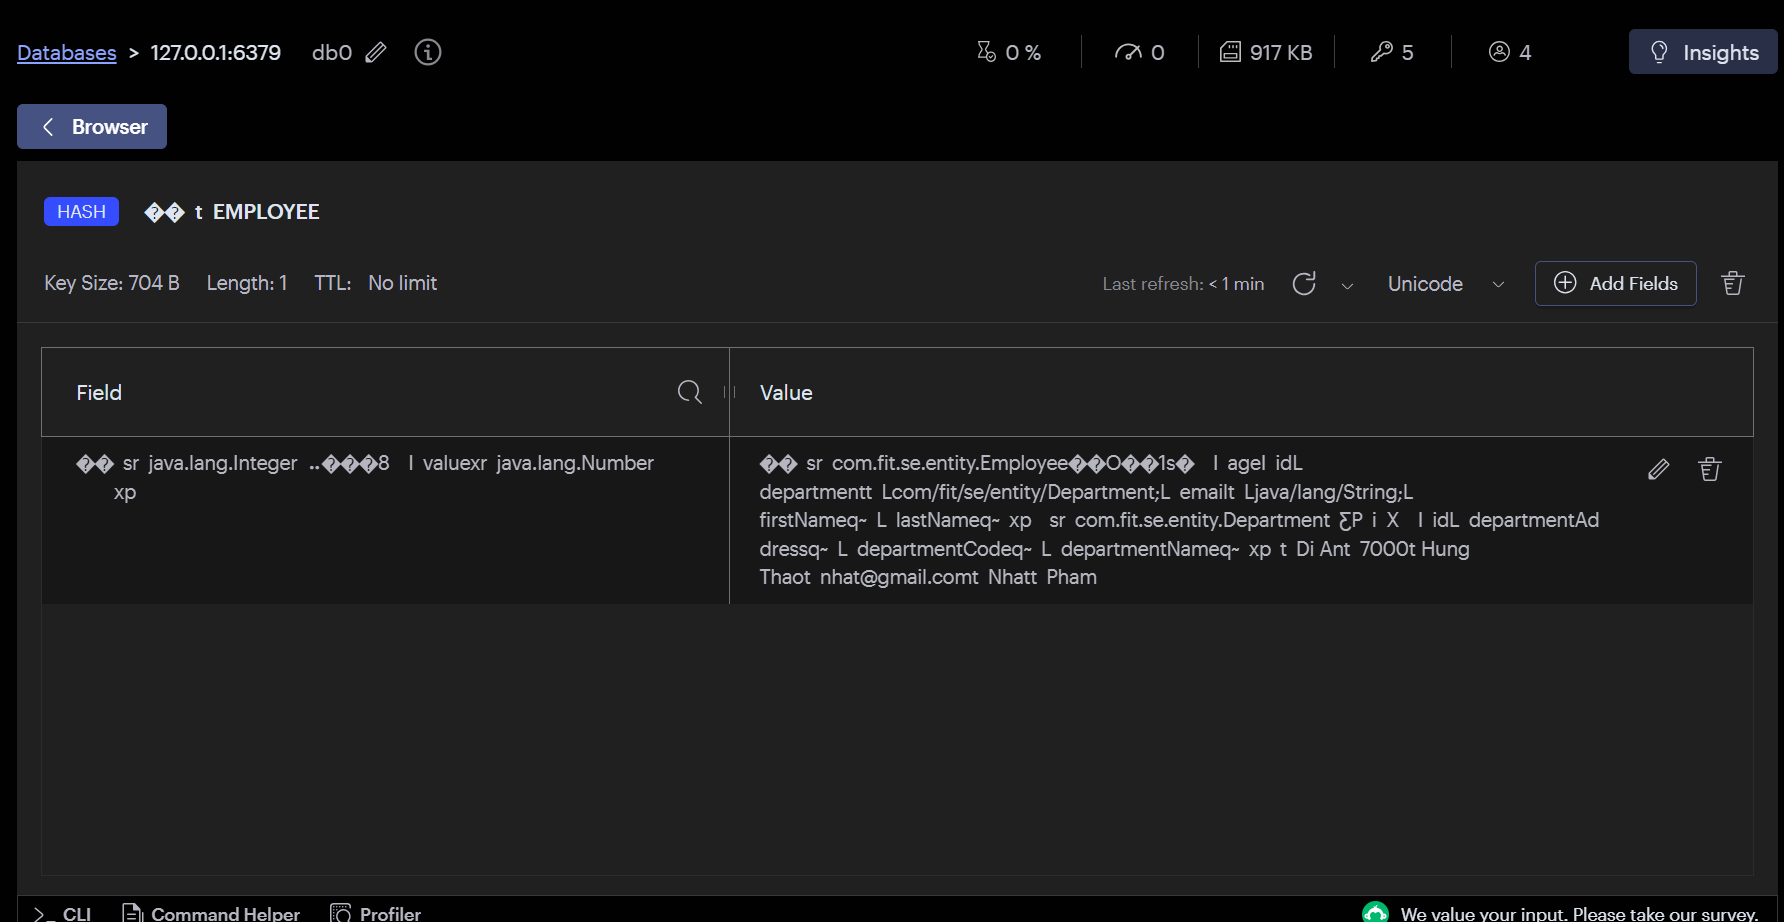 Databases > 127.0.0.1:6379 db0
0 % 0 917 KB 5 4 Insights
Browser
HASH �� t EMPLOYEE
Key Size: 704 B Length: 1 TTL: No limit
Last refresh: < 1 min Unicode Add Fields
Field Value
�� sr java.lang.Integer ..���8 I valuexr java.lang.Number
xp
�� sr com.fit.se.entity.Employee��O��1s� I ageI idL
departmentt Lcom/fit/se/entity/Department;L emailt Ljava/lang/String;L
firstNameq~ L lastNameq~ xp sr com.fit.se.entity.Department ƸP i X I idL departmentAd
dressq~ L departmentCodeq~ L departmentNameq~ xp t Di Ant 7000t Hung
Thaot nhat@gmail.comt Nhatt Pham
>_ CLI Command Helper Profiler
We value your input. Please take our survey.